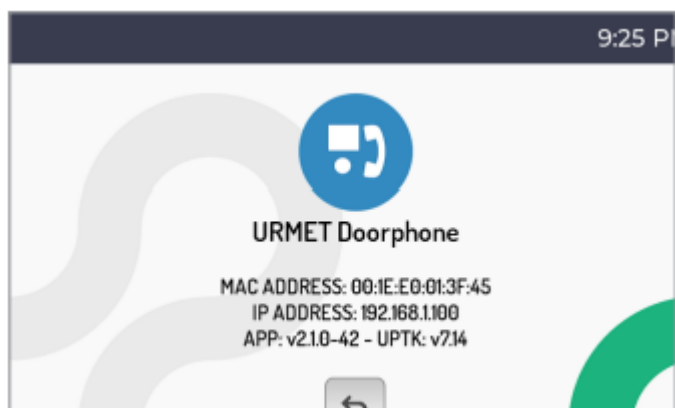 9:25 P
URMET Doorphone
MAC ADDRESS: 00:1E:E0:01:3F:45
IP ADDRESS: 192.168.1.100
APP: v2.1.0-42 - UPTK: v7.14